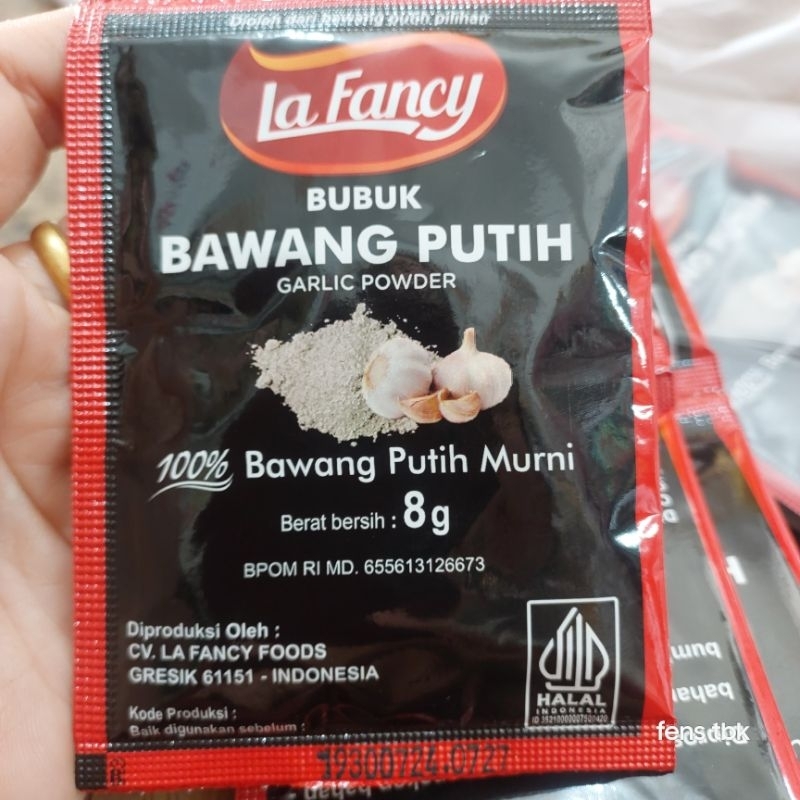 Diolah dari bawang putih pilihan
La Fancy
BUBUK
BAWANG PUTIH
GARLIC POWDER
100% Bawang Putih Murni
Berat bersih : 8g
BPOM RI MD. 655613126673
Diproduksi Oleh :
CV. LA FANCY FOODS
GRESIK 61151 - INDONESIA
HALAL
INDONESIA
Kode Produksi :
Baik digunakan sebelum :
19300724.0727
fens tbk